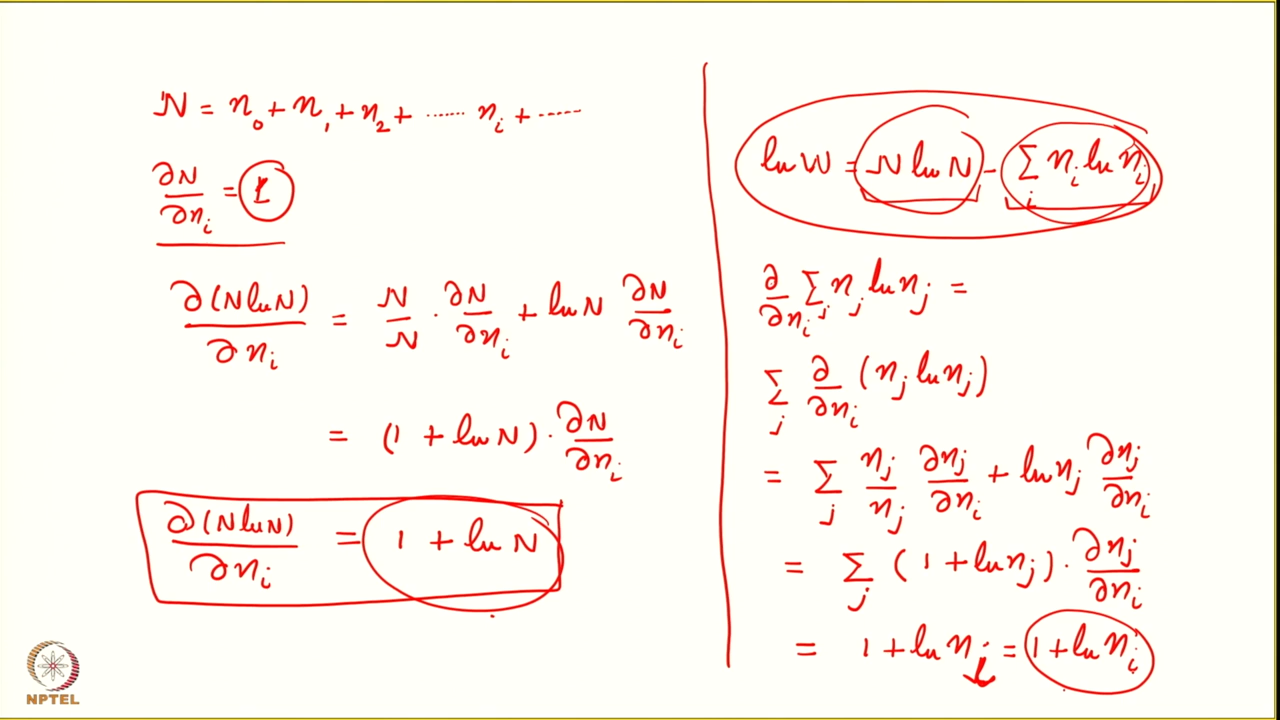 N = n₀ + n₁ + n₂ + ...... nᵢ + ......
∂N/∂nᵢ = 1
∂(N ln N)/∂nᵢ = N/N · ∂N/∂nᵢ + ln N ∂N/∂nᵢ
= (1 + ln N) · ∂N/∂nᵢ
∂(N ln N)/∂nᵢ = 1 + ln N
ln W = N ln N - Σᵢ nᵢ ln nᵢ
∂/∂nᵢ Σⱼ nⱼ ln nⱼ =
Σⱼ ∂/∂nᵢ (nⱼ ln nⱼ)
= Σⱼ nⱼ/nⱼ ∂nⱼ/∂nᵢ + ln nⱼ ∂nⱼ/∂nᵢ
= Σⱼ (1 + ln nⱼ) · ∂nⱼ/∂nᵢ
= 1 + ln nᵢ = 1 + ln nᵢ
NPTEL